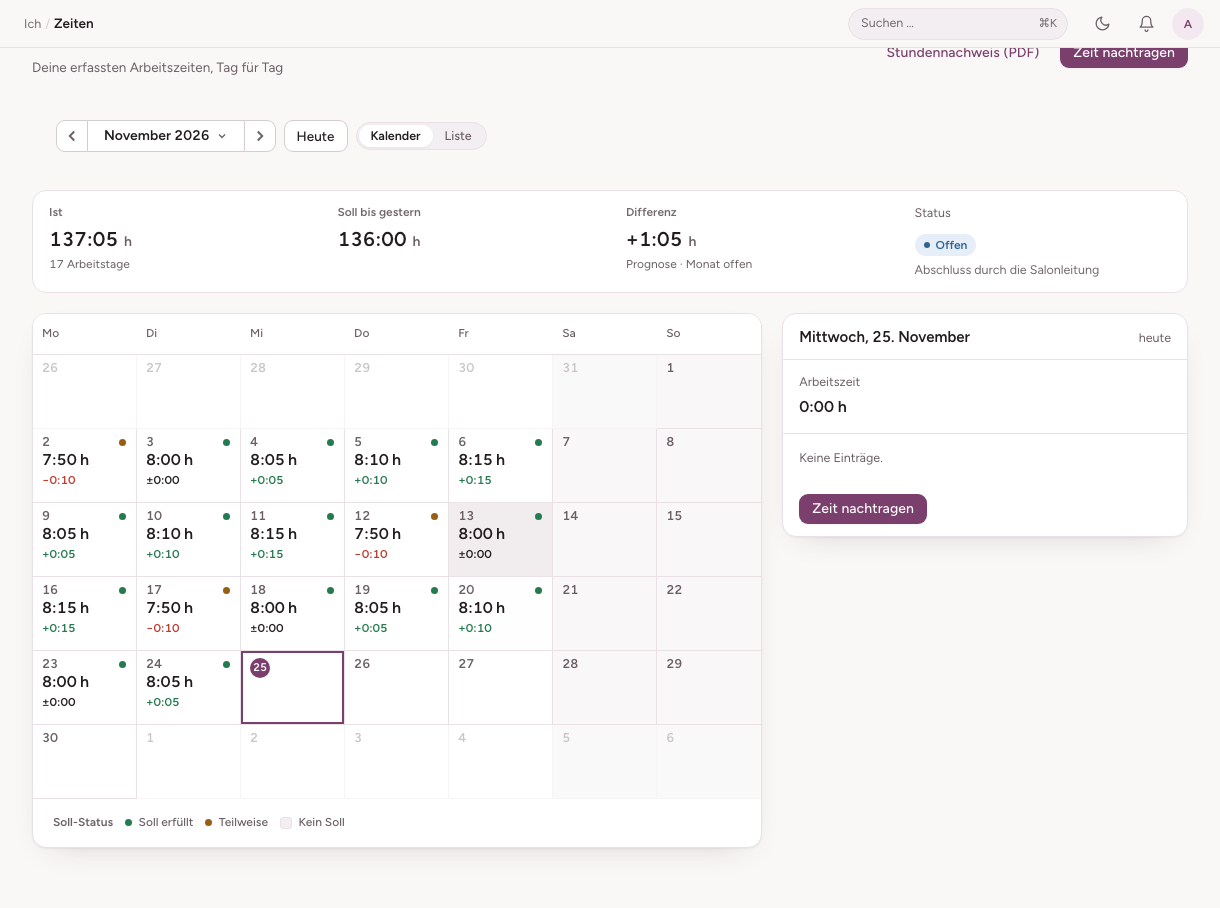 Ich / Zeiten
Suchen … ⌘K
A
Deine erfassten Arbeitszeiten, Tag für Tag
Stundennachweis (PDF)
Zeit nachtragen
November 2026
Heute
Kalender
Liste
Ist
137:05 h
17 Arbeitstage
Soll bis gestern
136:00 h
Differenz
+1:05 h
Prognose · Monat offen
Status
Offen
Abschluss durch die Salonleitung
Mo Di Mi Do Fr Sa So
26 27 28 29 30 31 1
2 3 4 5 6 7 8
7:50 h 8:00 h 8:05 h 8:10 h 8:15 h
−0:10 ±0:00 +0:05 +0:10 +0:15
9 10 11 12 13 14 15
8:05 h 8:10 h 8:15 h 7:50 h 8:00 h
+0:05 +0:10 +0:15 −0:10 ±0:00
16 17 18 19 20 21 22
8:15 h 7:50 h 8:00 h 8:05 h 8:10 h
+0:15 −0:10 ±0:00 +0:05 +0:10
23 24 25 26 27 28 29
8:00 h 8:05 h
±0:00 +0:05
30 1 2 3 4 5 6
Soll-Status Soll erfüllt Teilweise Kein Soll
Mittwoch, 25. November heute
Arbeitszeit
0:00 h
Keine Einträge.
Zeit nachtragen